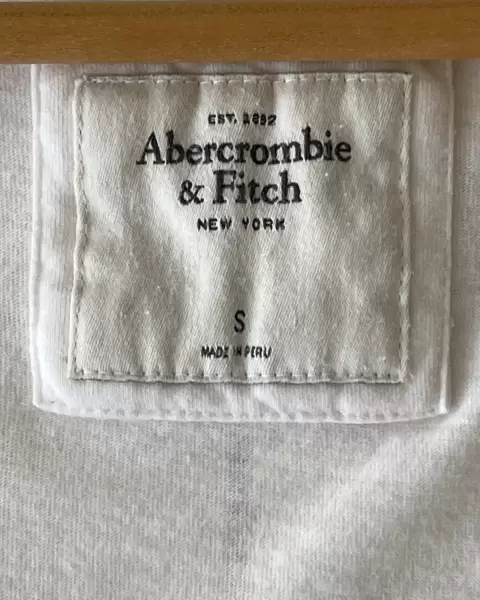 EST. 1892
Abercrombie
& Fitch
NEW YORK
S
MADE IN PERU